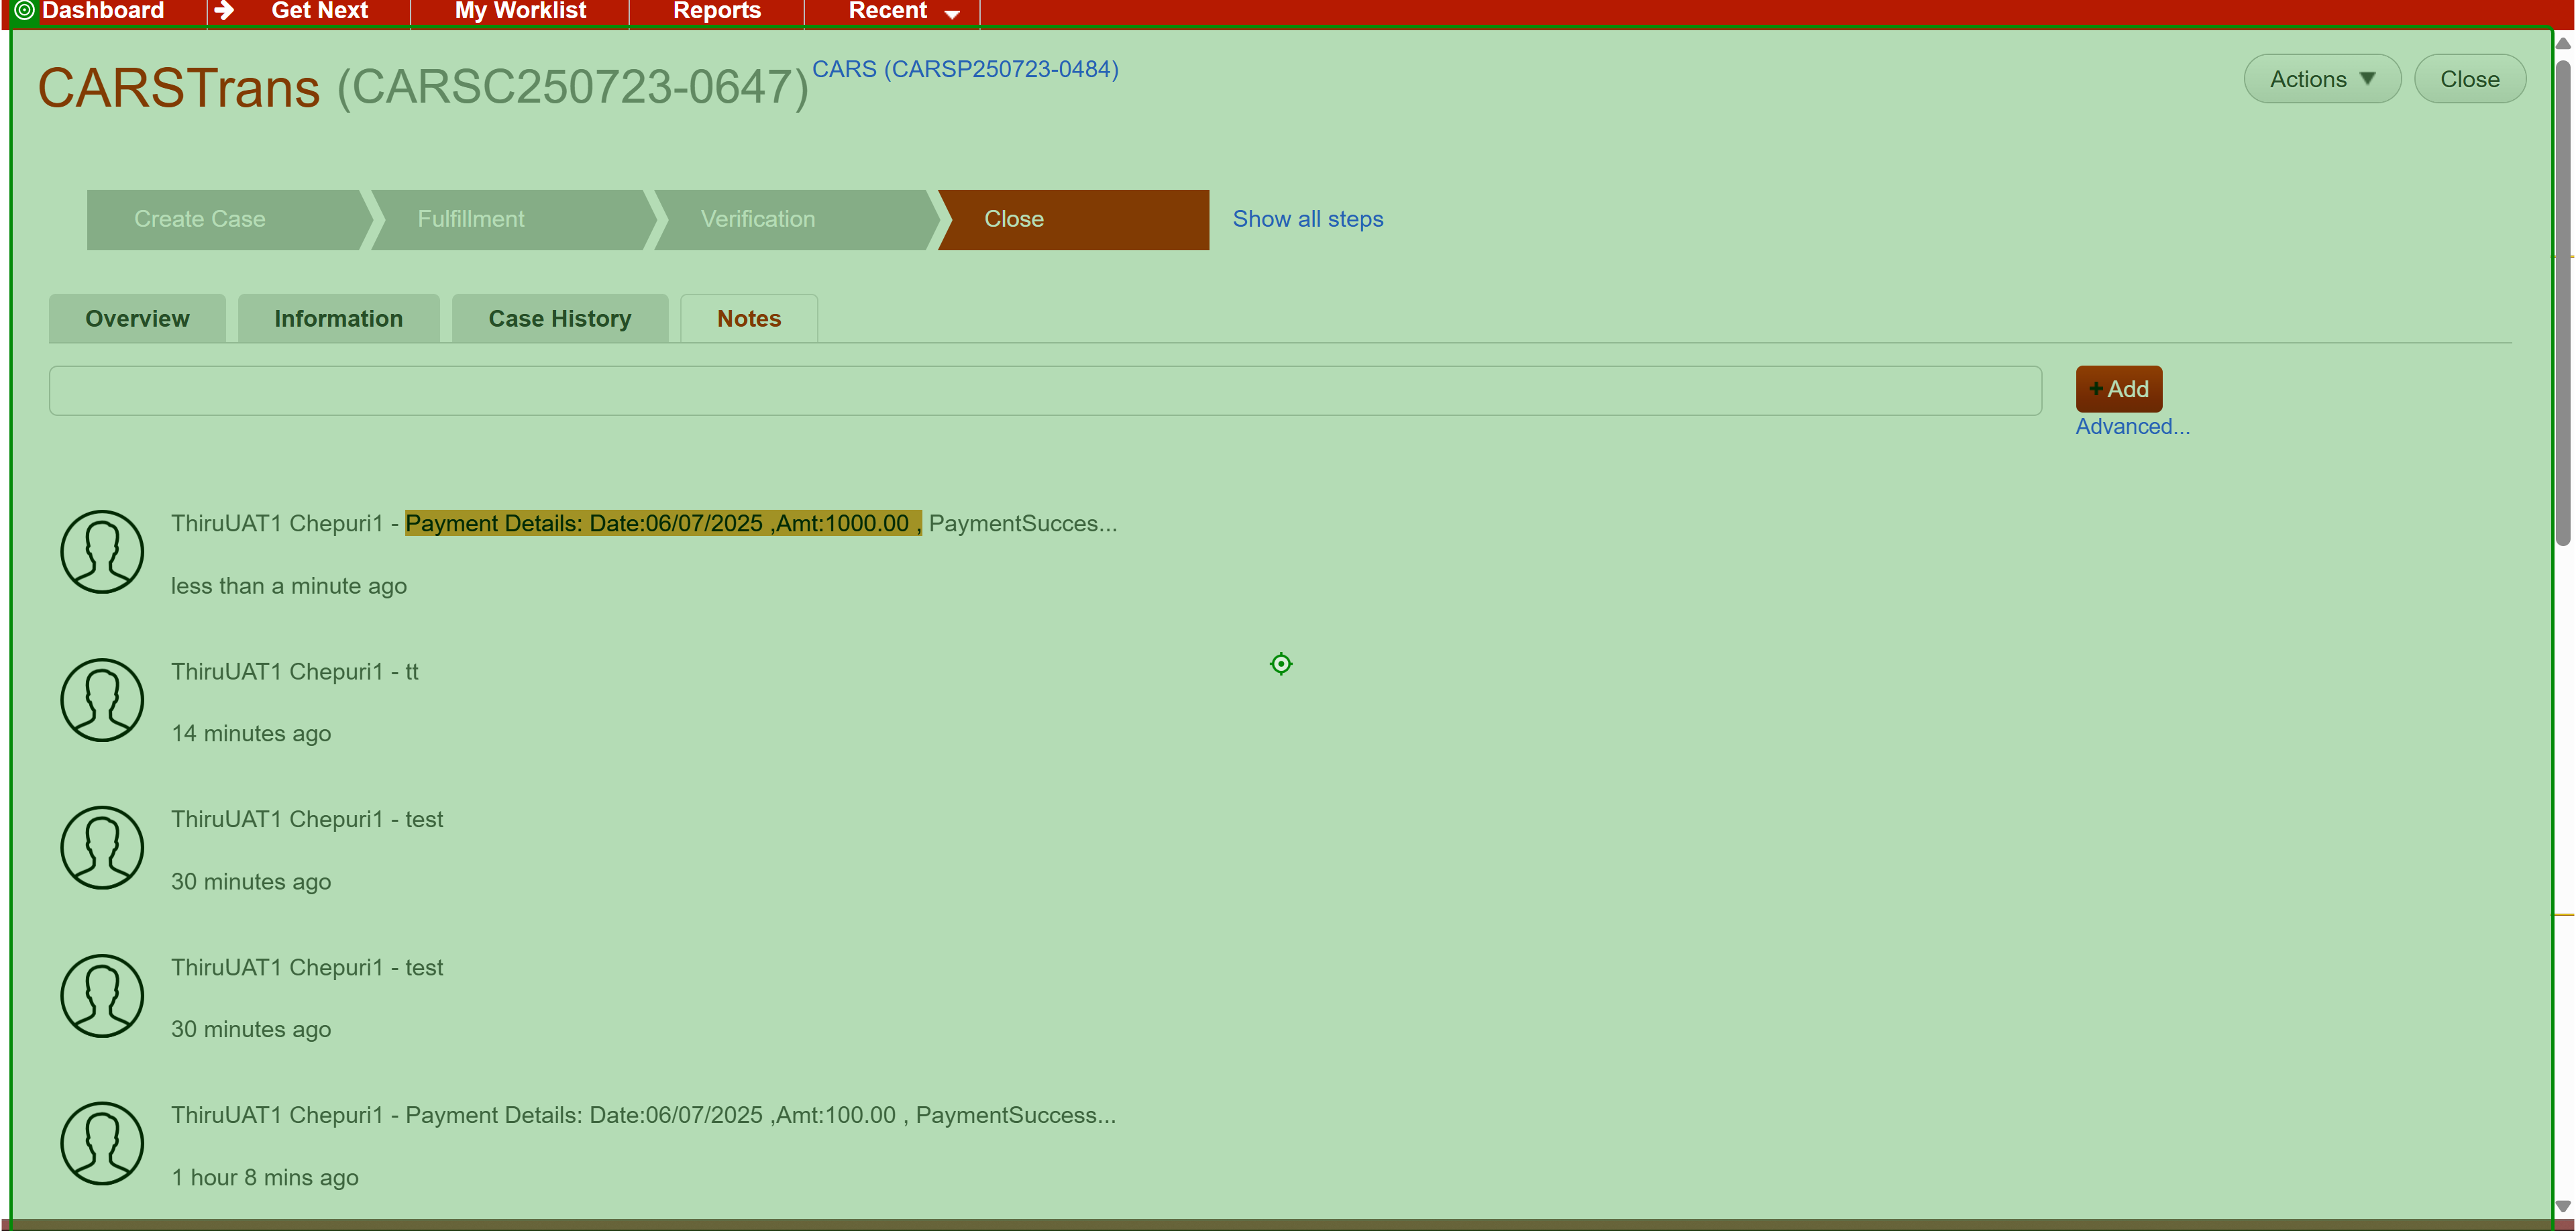 Dashboard Get Next My Worklist Reports Recent
CARSTrans (CARSC250723-0647) CARS (CARSP250723-0484)
Actions Close
Create Case Fulfillment Verification Close Show all steps
Overview Information Case History Notes
+ Add
Advanced...
ThiruUAT1 Chepuri1 - Payment Details: Date:06/07/2025 ,Amt:1000.00 , PaymentSucces...
less than a minute ago
ThiruUAT1 Chepuri1 - tt
14 minutes ago
ThiruUAT1 Chepuri1 - test
30 minutes ago
ThiruUAT1 Chepuri1 - test
30 minutes ago
ThiruUAT1 Chepuri1 - Payment Details: Date:06/07/2025 ,Amt:100.00 , PaymentSuccess...
1 hour 8 mins ago